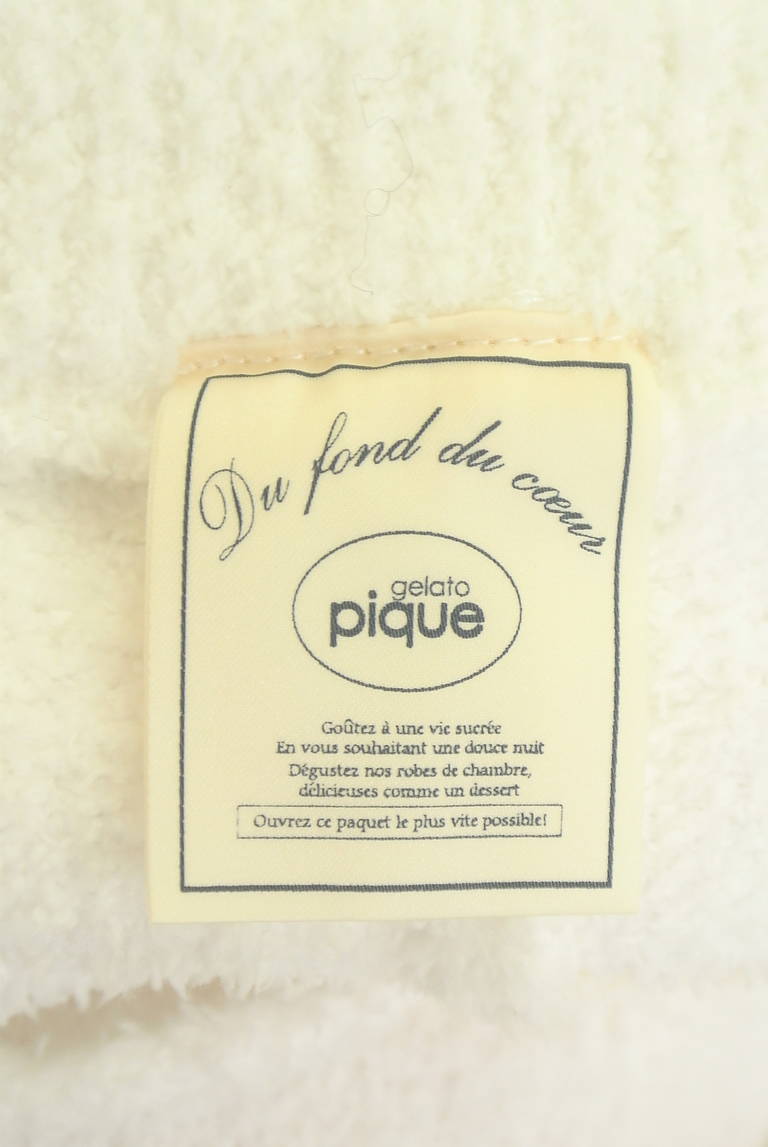 Du fond du cœur
gelato
pique
Goûtez à une vie sucrée
En vous souhaitant une douce nuit
Dégustez nos robes de chambre,
délicieuses comme un dessert
Ouvrez ce paquet le plus vite possible!